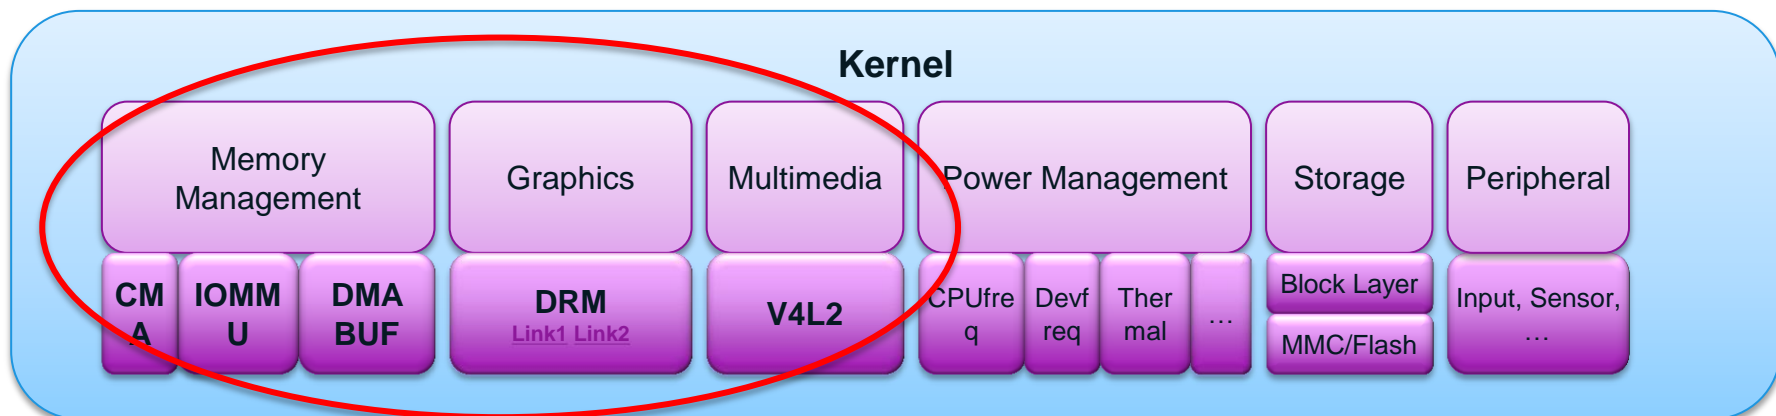 Kernel
Memory
Management
Graphics
Multimedia
Power Management
Storage
Peripheral
CM
A
IOMM
U
DMA
BUF
DRM
Link1 Link2
V4L2
CPUfre
q
Devf
req
Ther
mal
...
Block Layer
MMC/Flash
Input, Sensor,
...